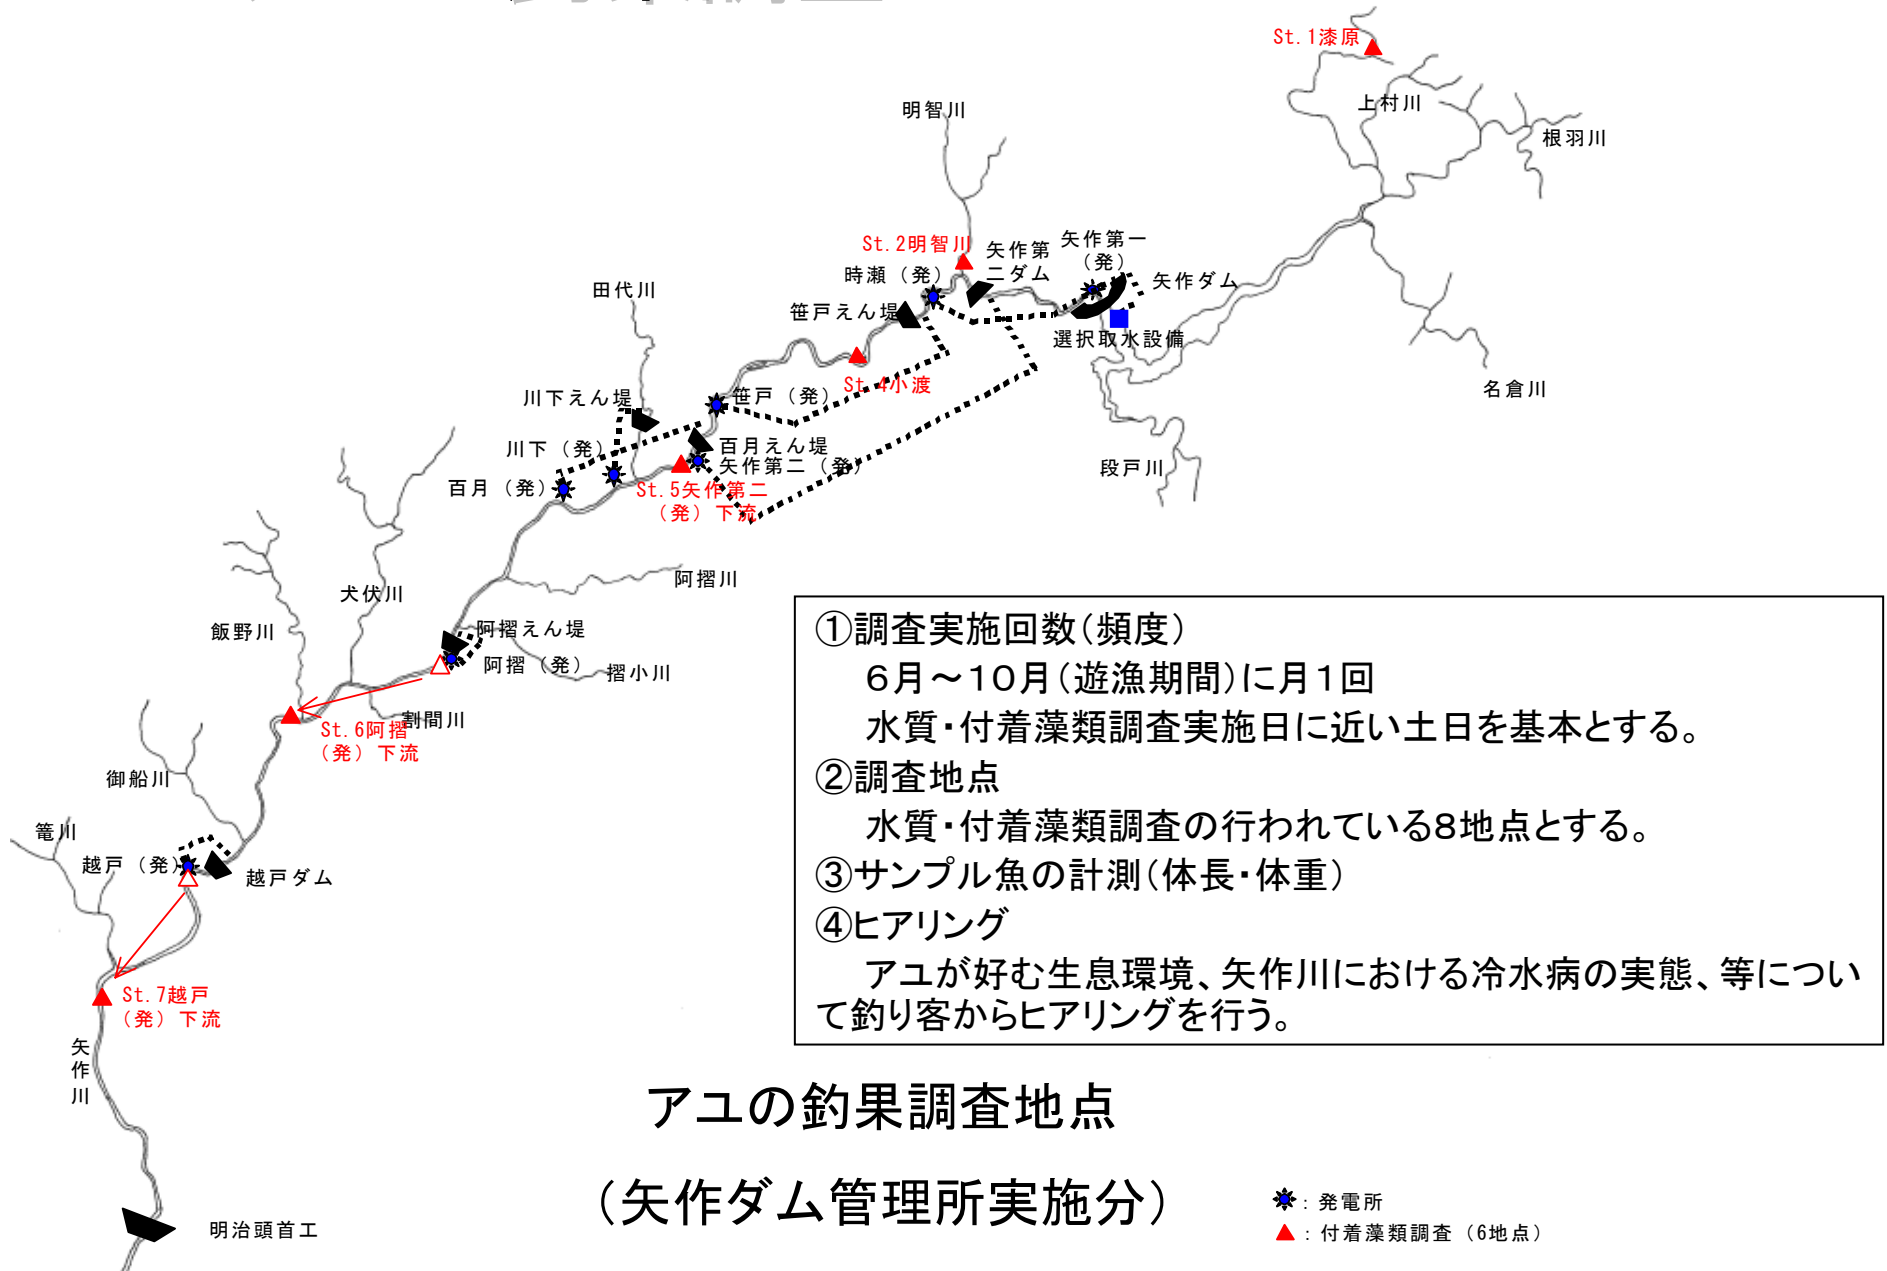 St.1漆原
上村川
根羽川
明智川
St.2明智川
矢作第
二ダム
矢作第一
(発)
矢作ダム
時瀬(発)
笹戸えん堤
選択取水設備
田代川
St.4小渡
名倉川
川下えん堤
笹戸(発)
川下(発)
百月えん堤
矢作第二(発)
段戸川
百月(発)
St.5矢作第二
(発)下流
阿摺川
犬伏川
飯野川
阿摺えん堤
阿摺(発)
摺小川
割間川
St.6阿摺
(発)下流
御船川
篭川
越戸(発)
越戸ダム
St.7越戸
(発)下流
矢作川
明治頭首工
①調査実施回数(頻度)
6月~10月(遊漁期間)に月1回
水質・付着藻類調査実施日に近い土日を基本とする。
②調査地点
水質・付着藻類調査の行われている8地点とする。
③サンプル魚の計測(体長・体重)
④ヒアリング
アユが好む生息環境、矢作川における冷水病の実態、等につい
て釣り客からヒアリングを行う。
アユの釣果調査地点
(矢作ダム管理所実施分)
:発電所
:付着藻類調査(6地点)